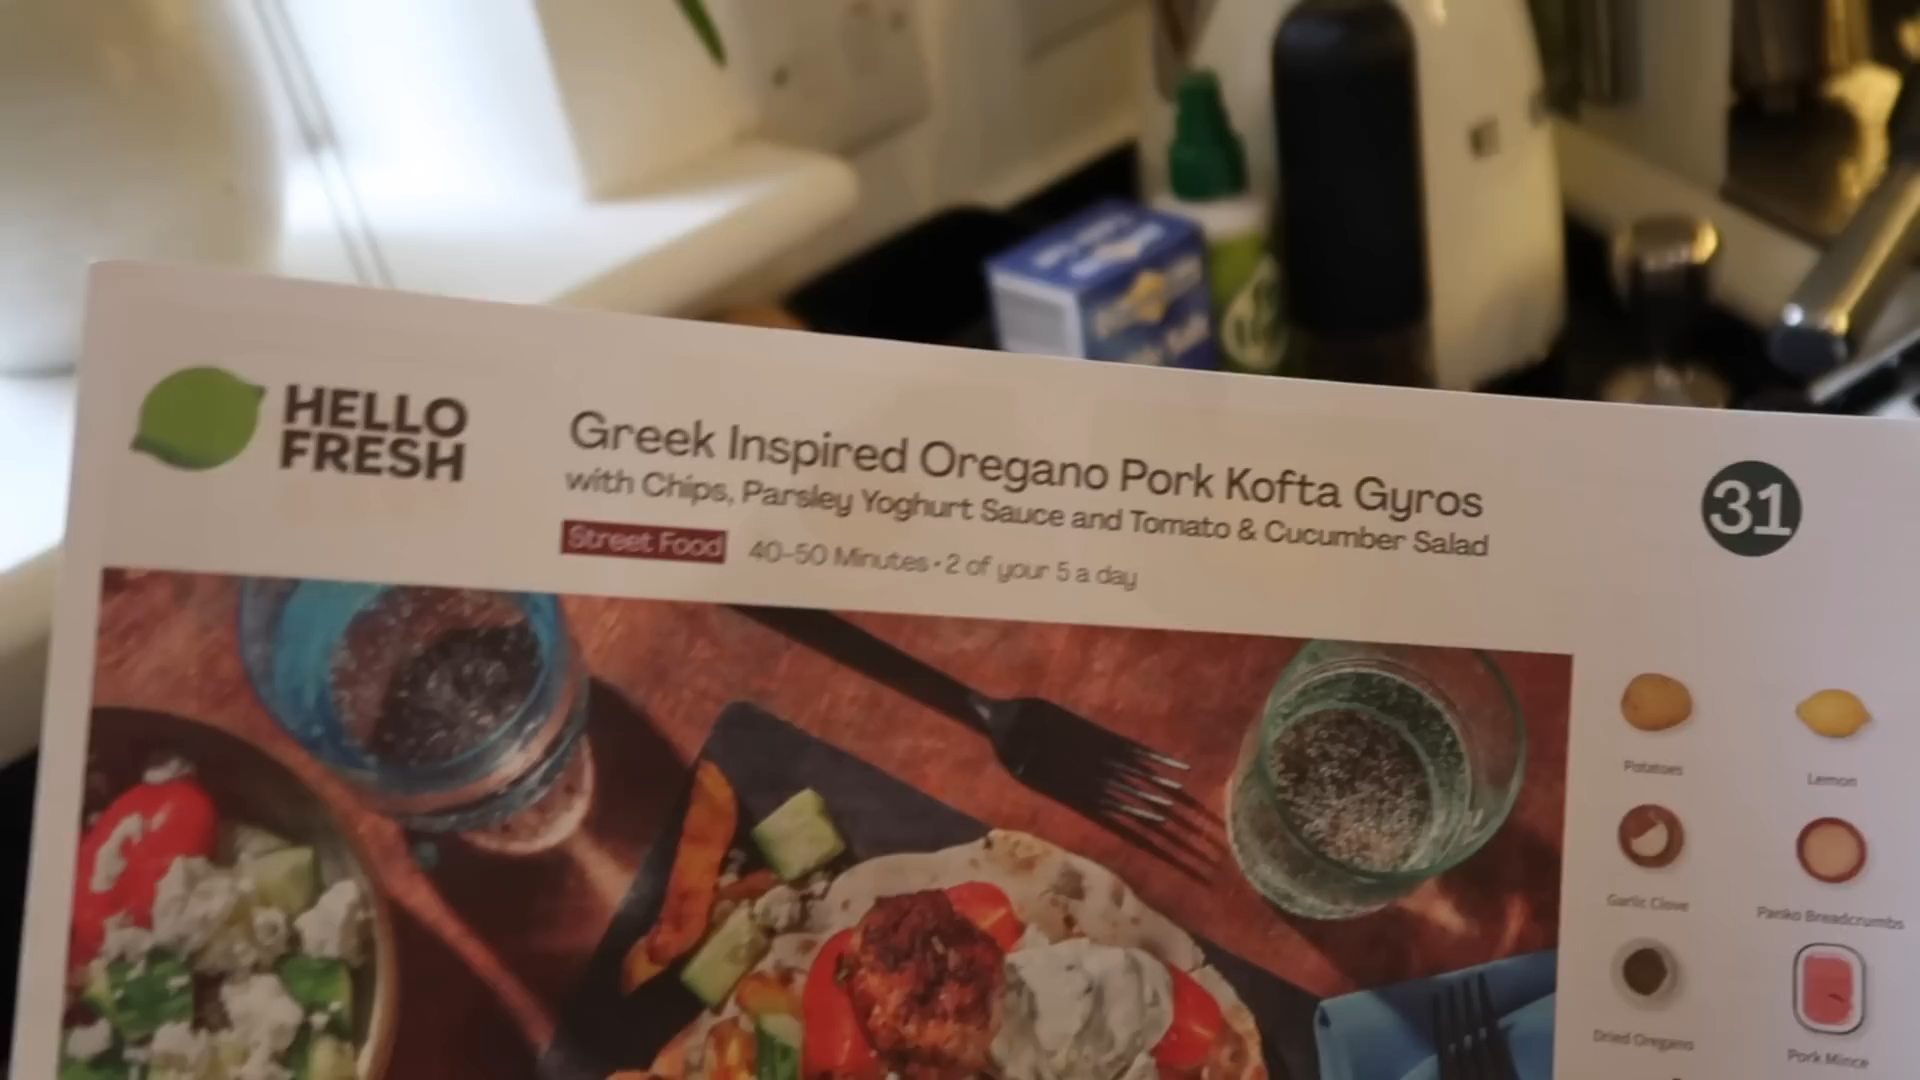 HELLO
FRESH
Greek Inspired Oregano Pork Kofta Gyros
with Chips, Parsley Yoghurt Sauce and Tomato & Cucumber Salad
Street Food
40-50 Minutes • 2 of your 5 a day
31
Potatoes
Lemon
Garlic Clove
Panko Breadcrumbs
Dried Oregano
Pork Mince